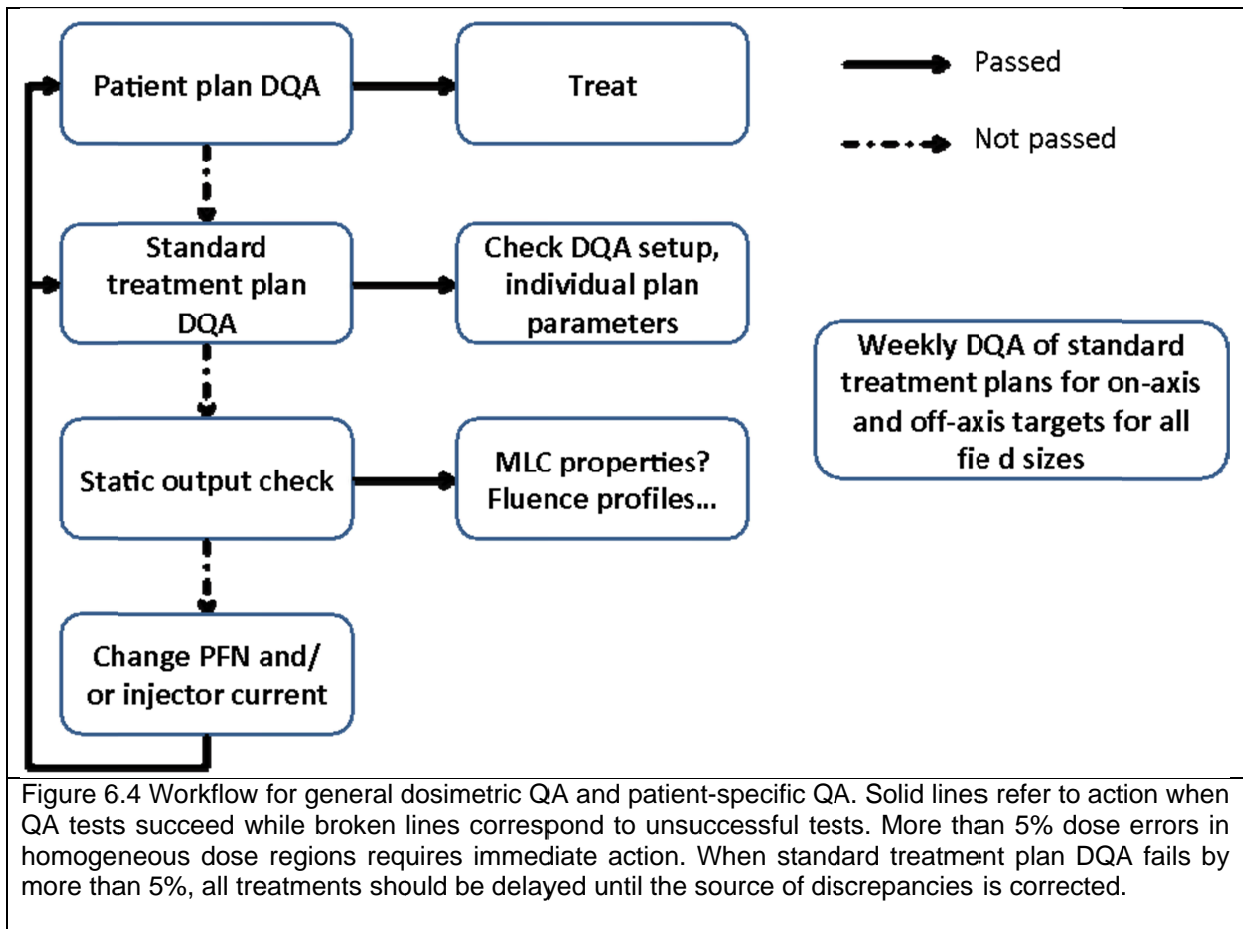 Patient plan DQA
Treat
Passed
Not passed
Standard
treatment plan
DQA
Check DQA setup,
individual plan
parameters
Weekly DQA of standard
treatment plans for on-axis
and off-axis targets for all
fie d sizes
Static output check
MLC properties?
Fluence profiles...
Change PFN and/
or injector current
Figure 6.4 Workflow for general dosimetric QA and patient-specific QA. Solid lines refer to action when
QA tests succeed while broken lines correspond to unsuccessful tests. More than 5% dose errors in
homogeneous dose regions requires immediate action. When standard treatment plan DQA fails by
more than 5%, all treatments should be delayed until the source of discrepancies is corrected.